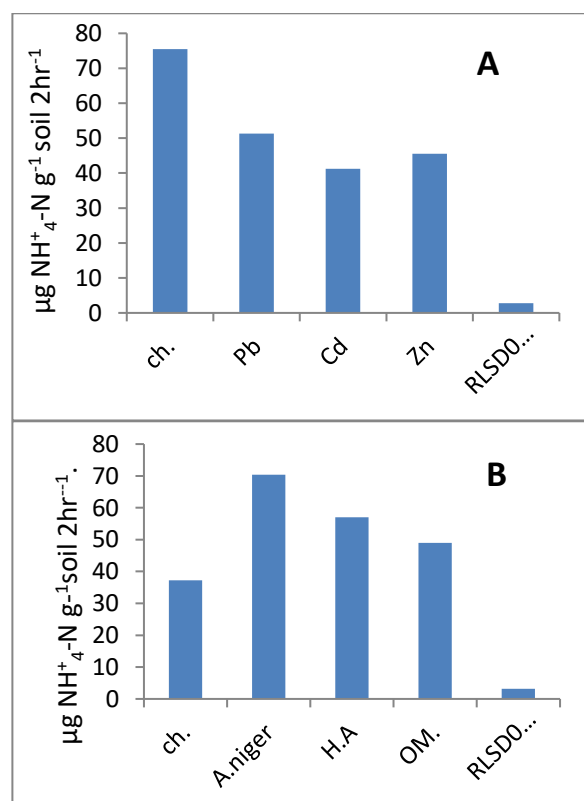 A
µg NH⁺₄-N g⁻¹ soil 2hr⁻¹
80
70
60
50
40
30
20
10
0
ch.
Pb
Cd
Zn
RLSD0...
B
µg NH⁺₄-N g-¹soil 2hr-⁻¹.
80
70
60
50
40
30
20
10
0
ch.
A.niger
H.A
OM.
RLSD0...